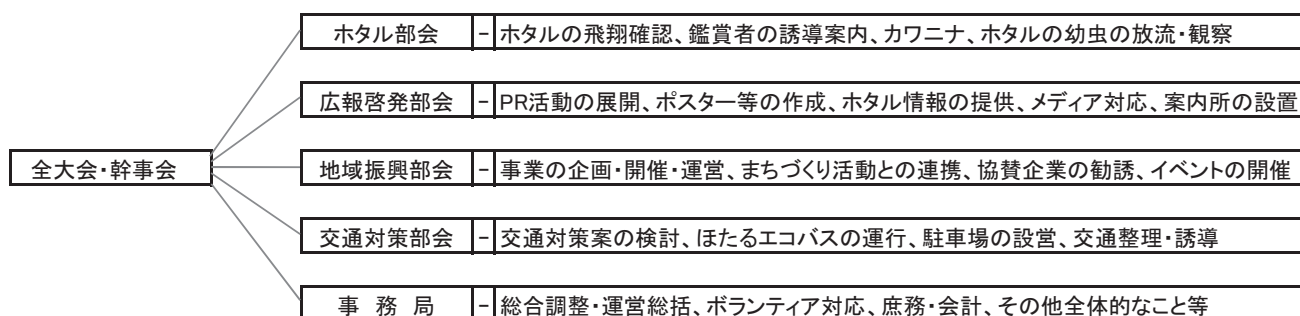 ホタル部会 - ホタルの飛翔確認、鑑賞者の誘導案内、カワニナ、ホタルの幼虫の放流・観察
広報啓発部会 - PR活動の展開、ポスター等の作成、ホタル情報の提供、メディア対応、案内所の設置
全大会・幹事会 地域振興部会 - 事業の企画・開催・運営、まちづくり活動との連携、協賛企業の勧誘、イベントの開催
交通対策部会 - 交通対策案の検討、ほたるエコバスの運行、駐車場の設営、交通整理・誘導
事 務 局 - 総合調整・運営総括、ボランティア対応、庶務・会計、その他全体的なこと等